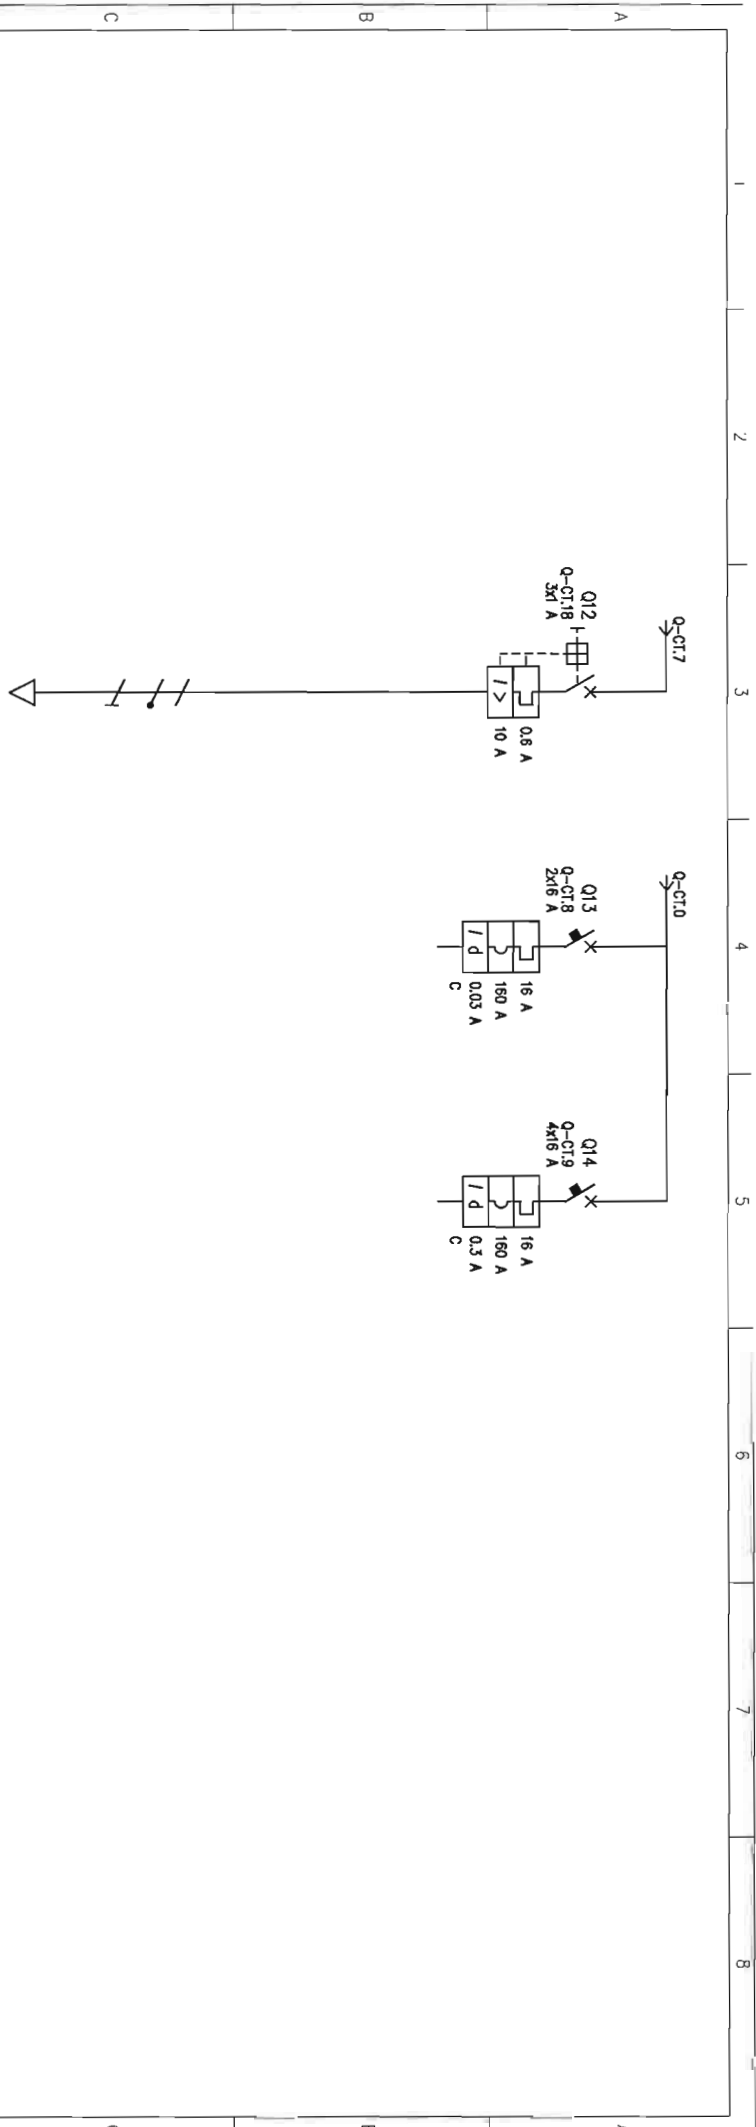 1
2
3
4
5
6
7
8
A
B
C
Q-CT.7
Q12
Q-CT.18
3x1 A
0.6 A
I >
10 A
Q-CT.0
Q13
Q-CT.8
2x16 A
16 A
160 A
I d
0.03 A
C
Q14
Q-CT.9
4x16 A
16 A
160 A
I d
0.3 A
C